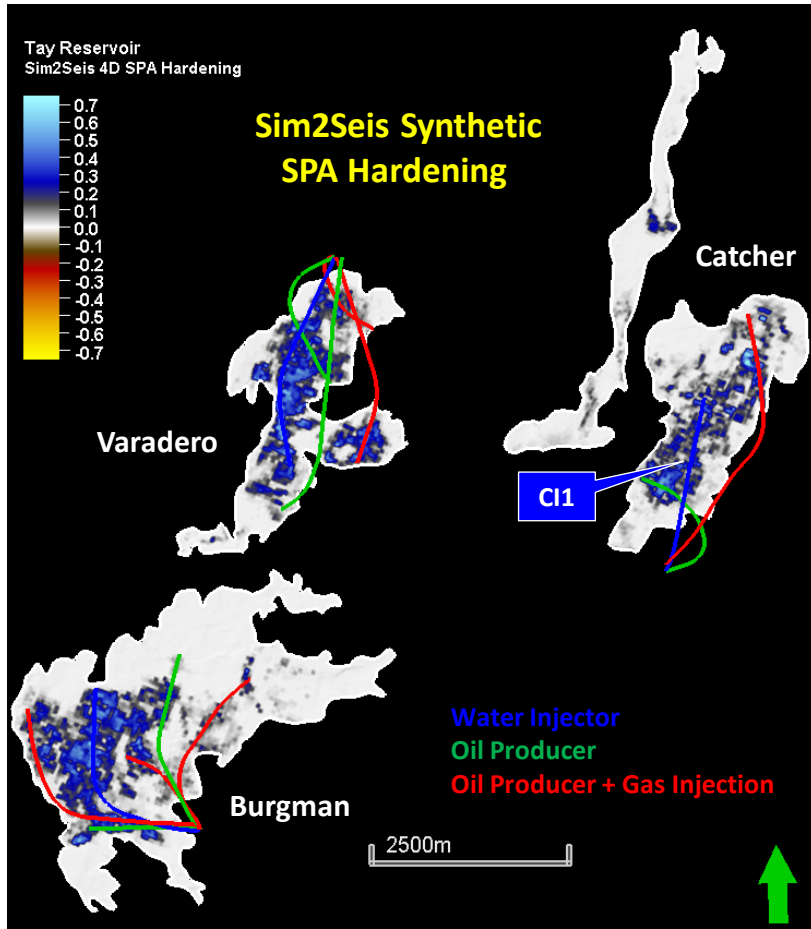 Tay Reservoir
Sim2Seis 4D SPA Hardening
0.7
0.6
0.5
0.4
0.3
0.2
0.1
0.0
-0.1
-0.2
-0.3
-0.4
-0.5
-0.6
-0.7
Sim2Seis Synthetic
SPA Hardening
Catcher
Varadero
CI1
Burgman
Water Injector
Oil Producer
Oil Producer + Gas Injection
2500m